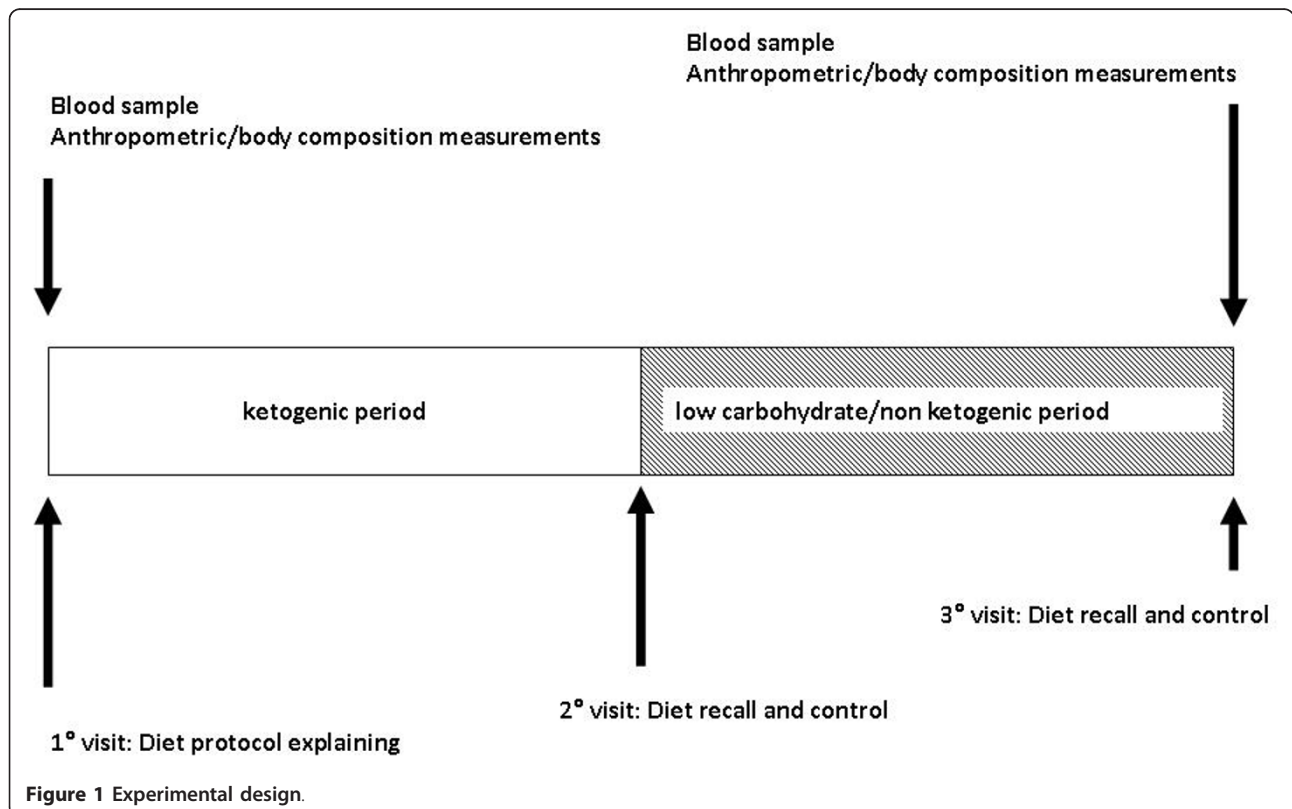 Blood sample
Anthropometric/body composition measurements
Blood sample
Anthropometric/body composition measurements
ketogenic period
low carbohydrate/non ketogenic period
3° visit: Diet recall and control
2° visit: Diet recall and control
1° visit: Diet protocol explaining
Figure 1 Experimental design.